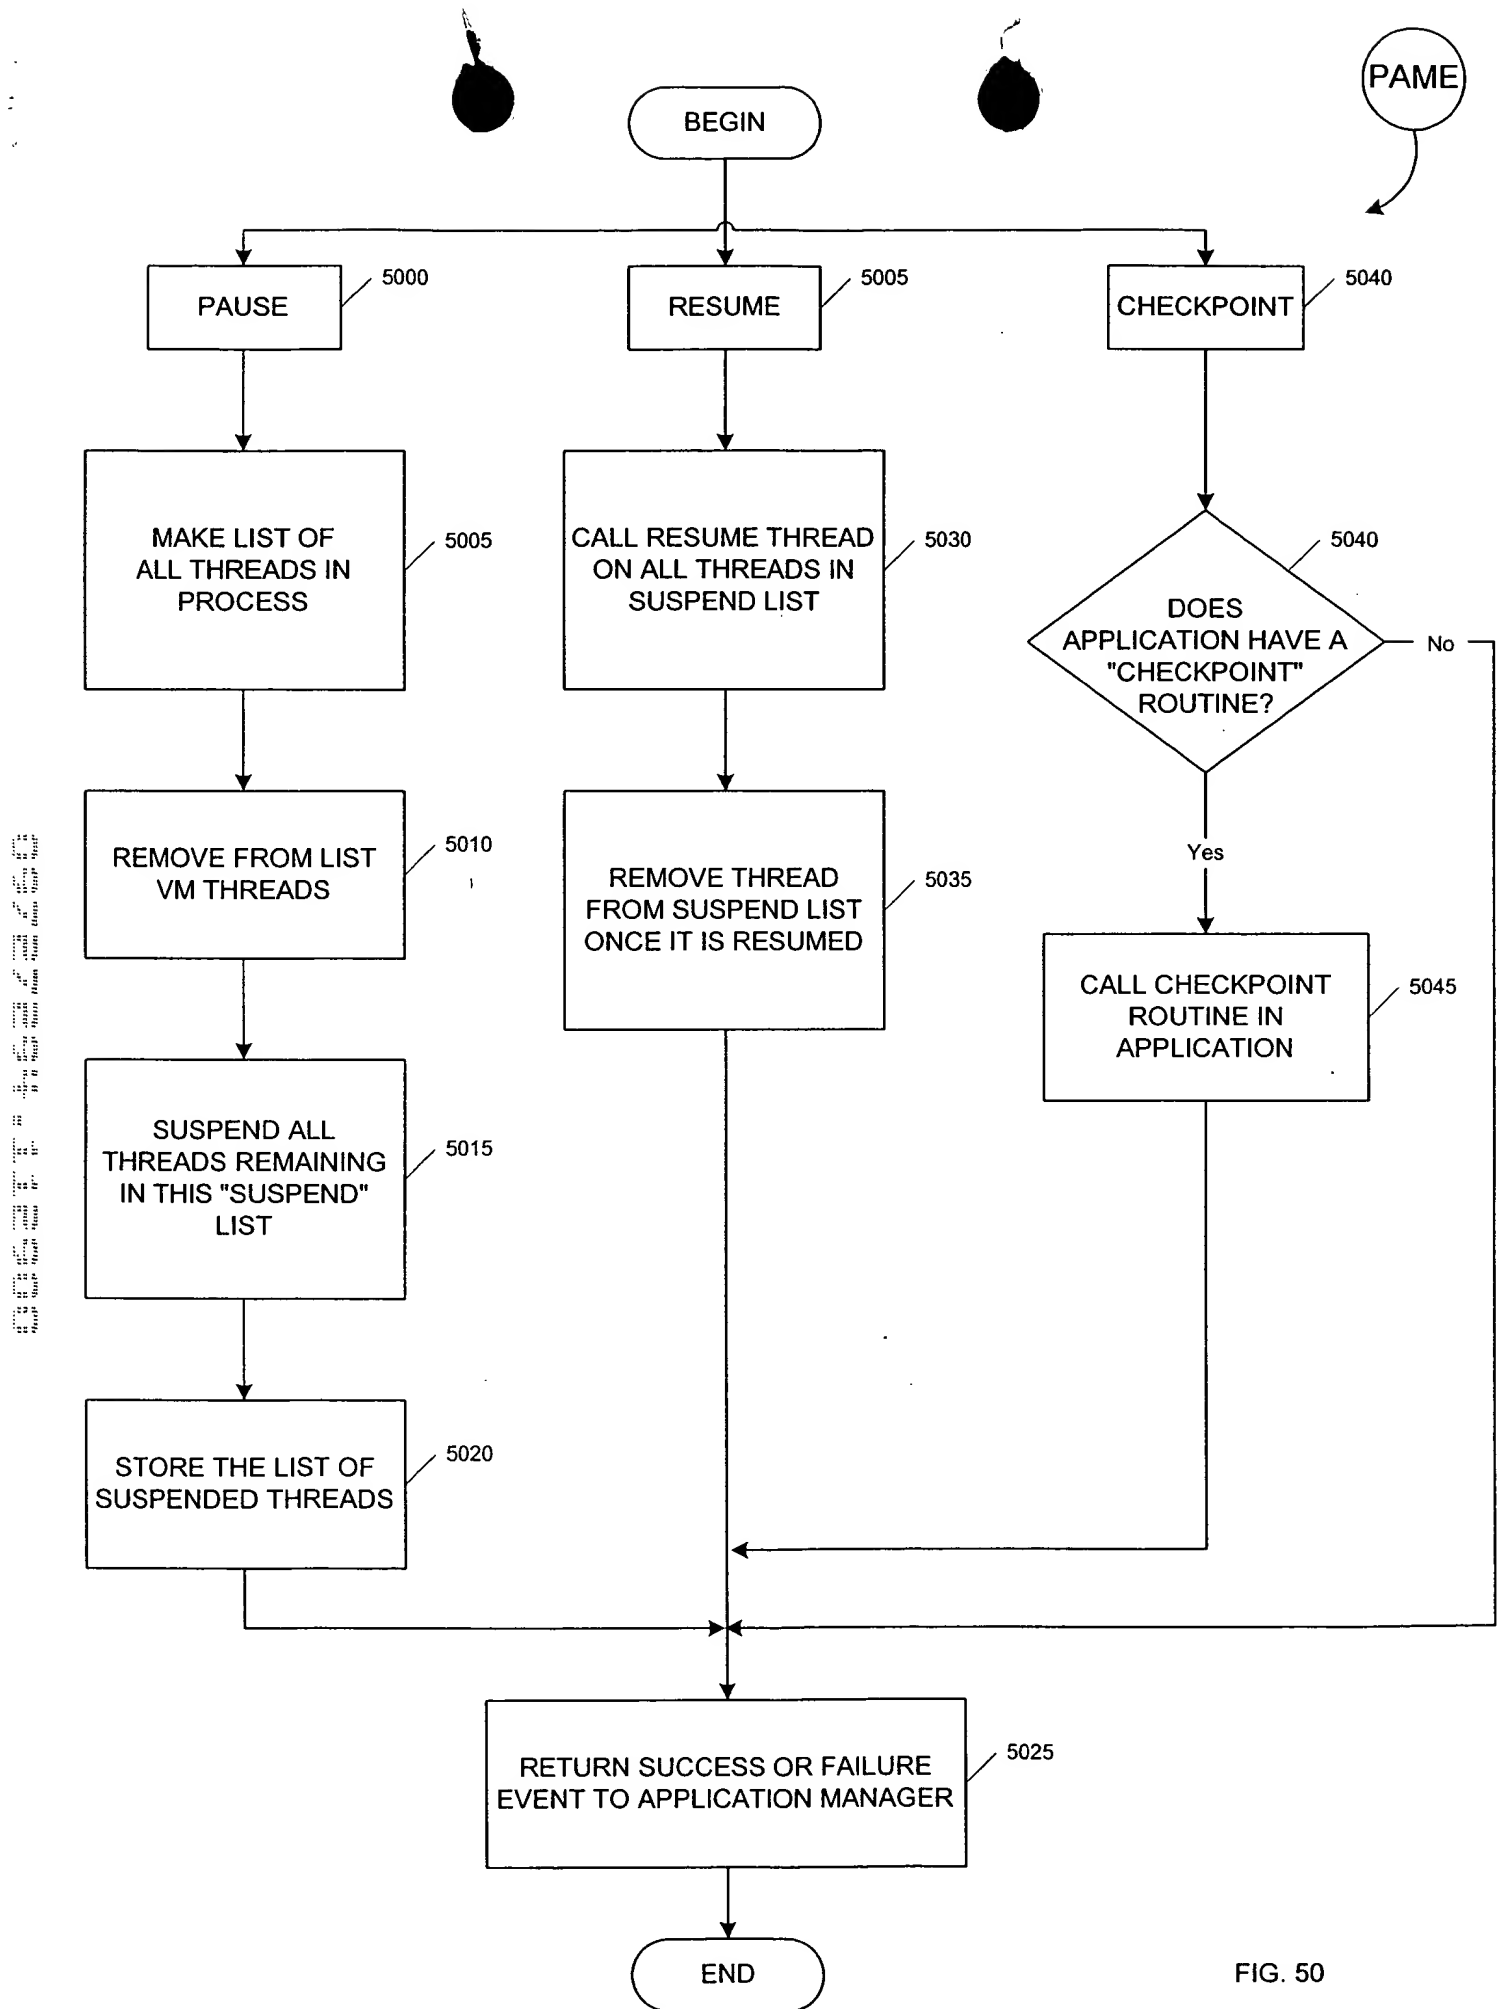 PAME
BEGIN
PAUSE
5000
RESUME
5005
CHECKPOINT
5040
MAKE LIST OF
ALL THREADS IN
PROCESS
5005
REMOVE FROM LIST
VM THREADS
5010
SUSPEND ALL
THREADS REMAINING
IN THIS "SUSPEND"
LIST
5015
STORE THE LIST OF
SUSPENDED THREADS
5020
CALL RESUME THREAD
ON ALL THREADS IN
SUSPEND LIST
5030
REMOVE THREAD
FROM SUSPEND LIST
ONCE IT IS RESUMED
5035
DOES
APPLICATION HAVE A
"CHECKPOINT"
ROUTINE?
5040
No
Yes
CALL CHECKPOINT
ROUTINE IN
APPLICATION
5045
RETURN SUCCESS OR FAILURE
EVENT TO APPLICATION MANAGER
5025
END
FIG. 50